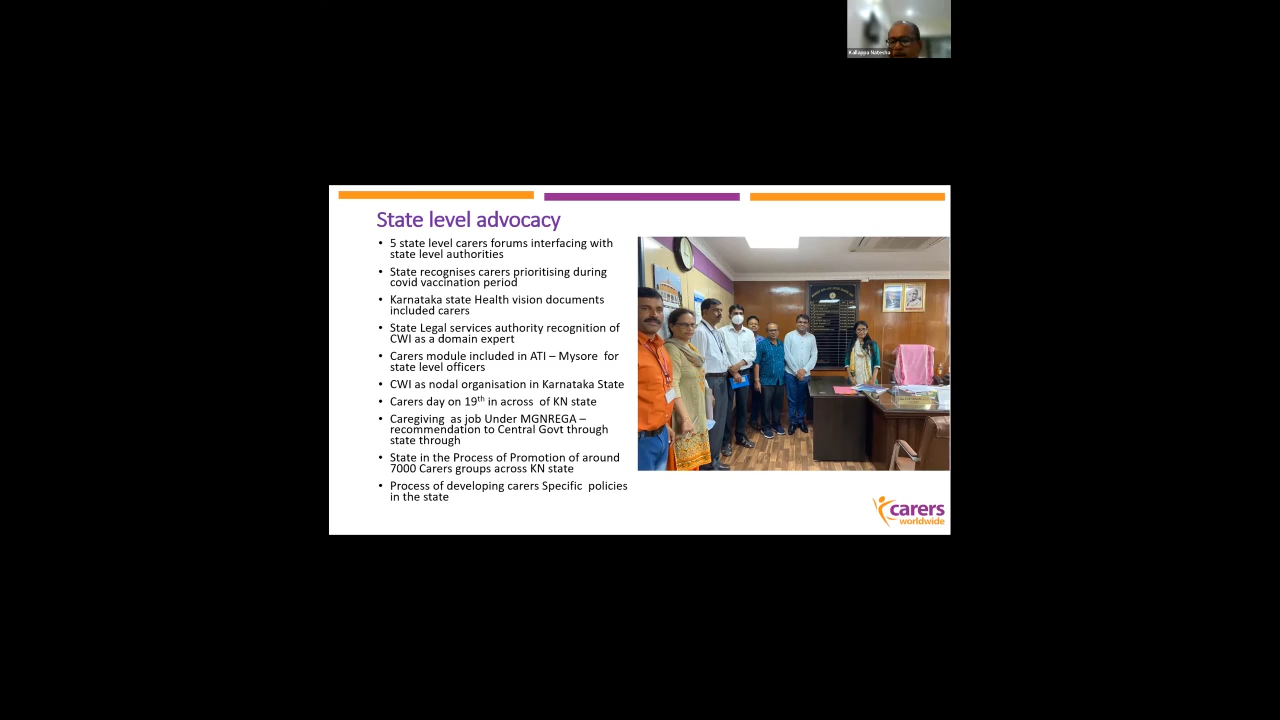 Kallappa Natesha
State level advocacy
• 5 state level carers forums interfacing with
state level authorities
• State recognises carers prioritising during
covid vaccination period
• Karnataka state Health vision documents
included carers
• State Legal services authority recognition of
CWI as a domain expert
• Carers module included in ATI – Mysore for
state level officers
• CWI as nodal organisation in Karnataka State
• Carers day on 19th in across of KN state
• Caregiving as job Under MGNREGA –
recommendation to Central Govt through
state through
• State in the Process of Promotion of around
7000 Carers groups across KN state
• Process of developing carers Specific policies
in the state
carers
worldwide